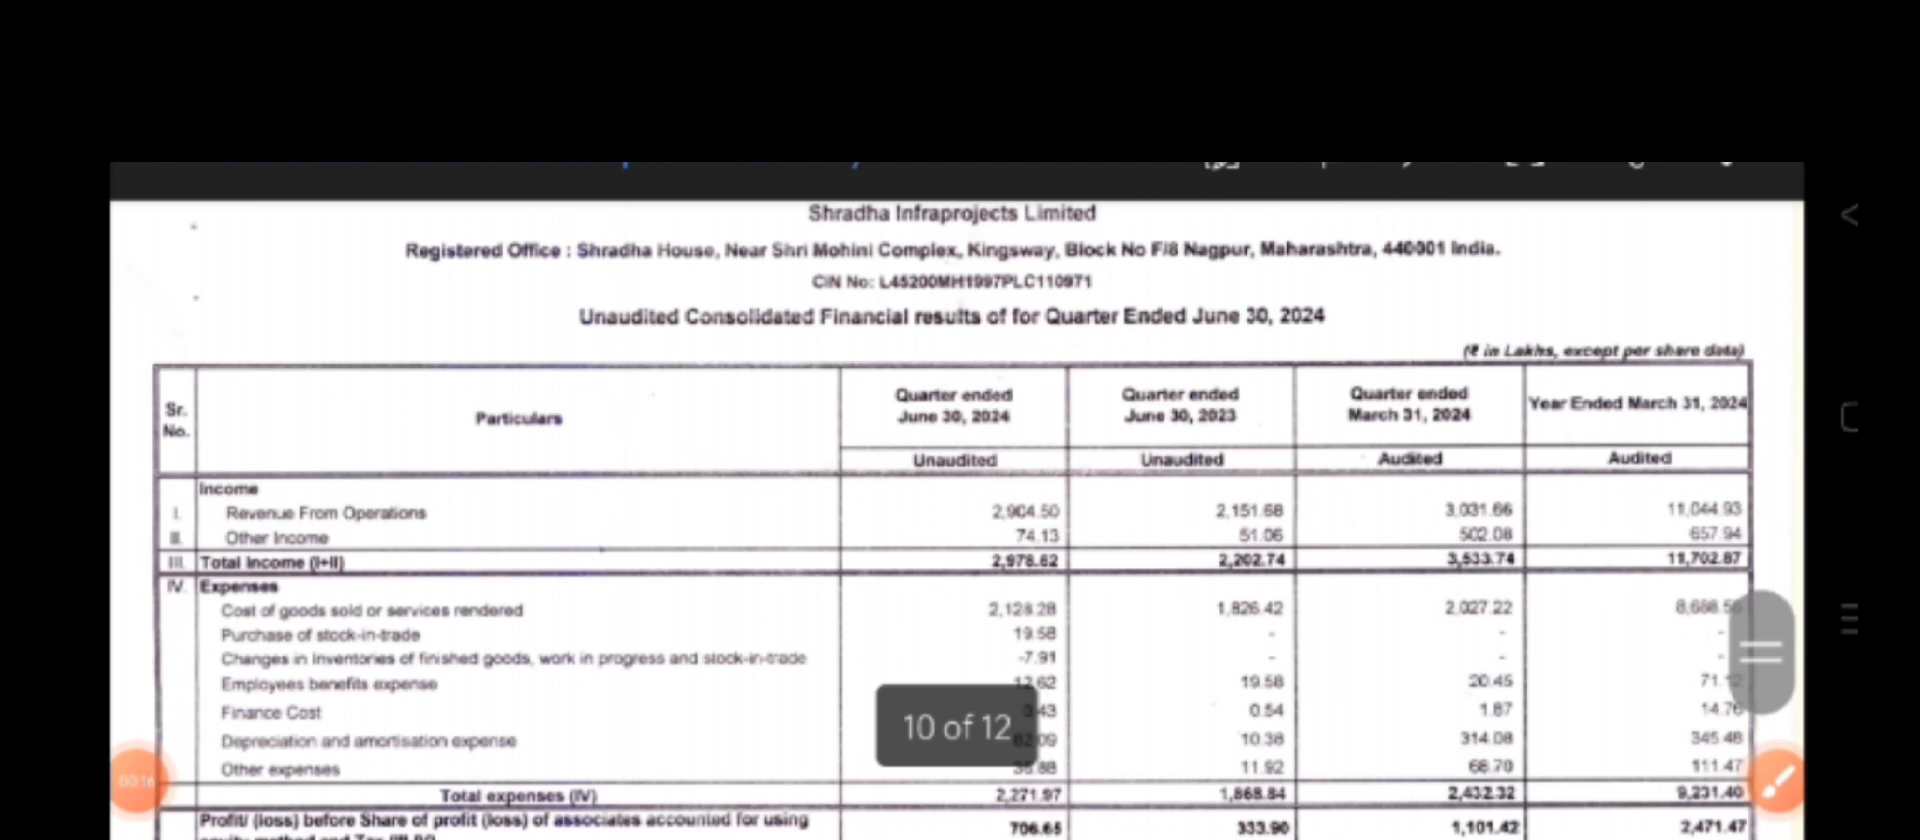 Shradha Infraprojects Limited
Registered Office : Shradha House, Near Shri Mohini Complex, Kingsway, Block No F/8 Nagpur, Maharashtra, 440001 India.
CIN No: L45200MH1997PLC110971
Unaudited Consolidated Financial results of for Quarter Ended June 30, 2024
(₹ in Lakhs, except per share data)
Sr. No. Particulars Quarter ended June 30, 2024 Quarter ended June 30, 2023 Quarter ended March 31, 2024 Year Ended March 31, 2024
Unaudited Unaudited Audited Audited
Income
I. Revenue From Operations 2,904.50 2,151.68 3,031.66 11,044.93
II. Other Income 74.13 51.06 502.08 657.94
III. Total Income (I+II) 2,978.62 2,202.74 3,533.74 11,702.87
IV. Expenses
Cost of goods sold or services rendered 2,128.28 1,826.42 2,027.22
Purchase of stock-in-trade 19.58 - - -
Changes in Inventories of finished goods, work in progress and stock-in-trade -7.91 - - -
Employees benefits expense 12.62 19.58 20.45
Finance Cost 0.54 1.87 14.76
Depreciation and amortisation expense 10.38 314.08 345.48
Other expenses 11.92 68.70 111.47
10 of 12
00:16
Total expenses (IV) 2,271.97 1,868.84 2,432.32 9,231.40
Profit/ (loss) before Share of profit (loss) of associates accounted for using 706.65 333.90 1,101.42 2,471.47